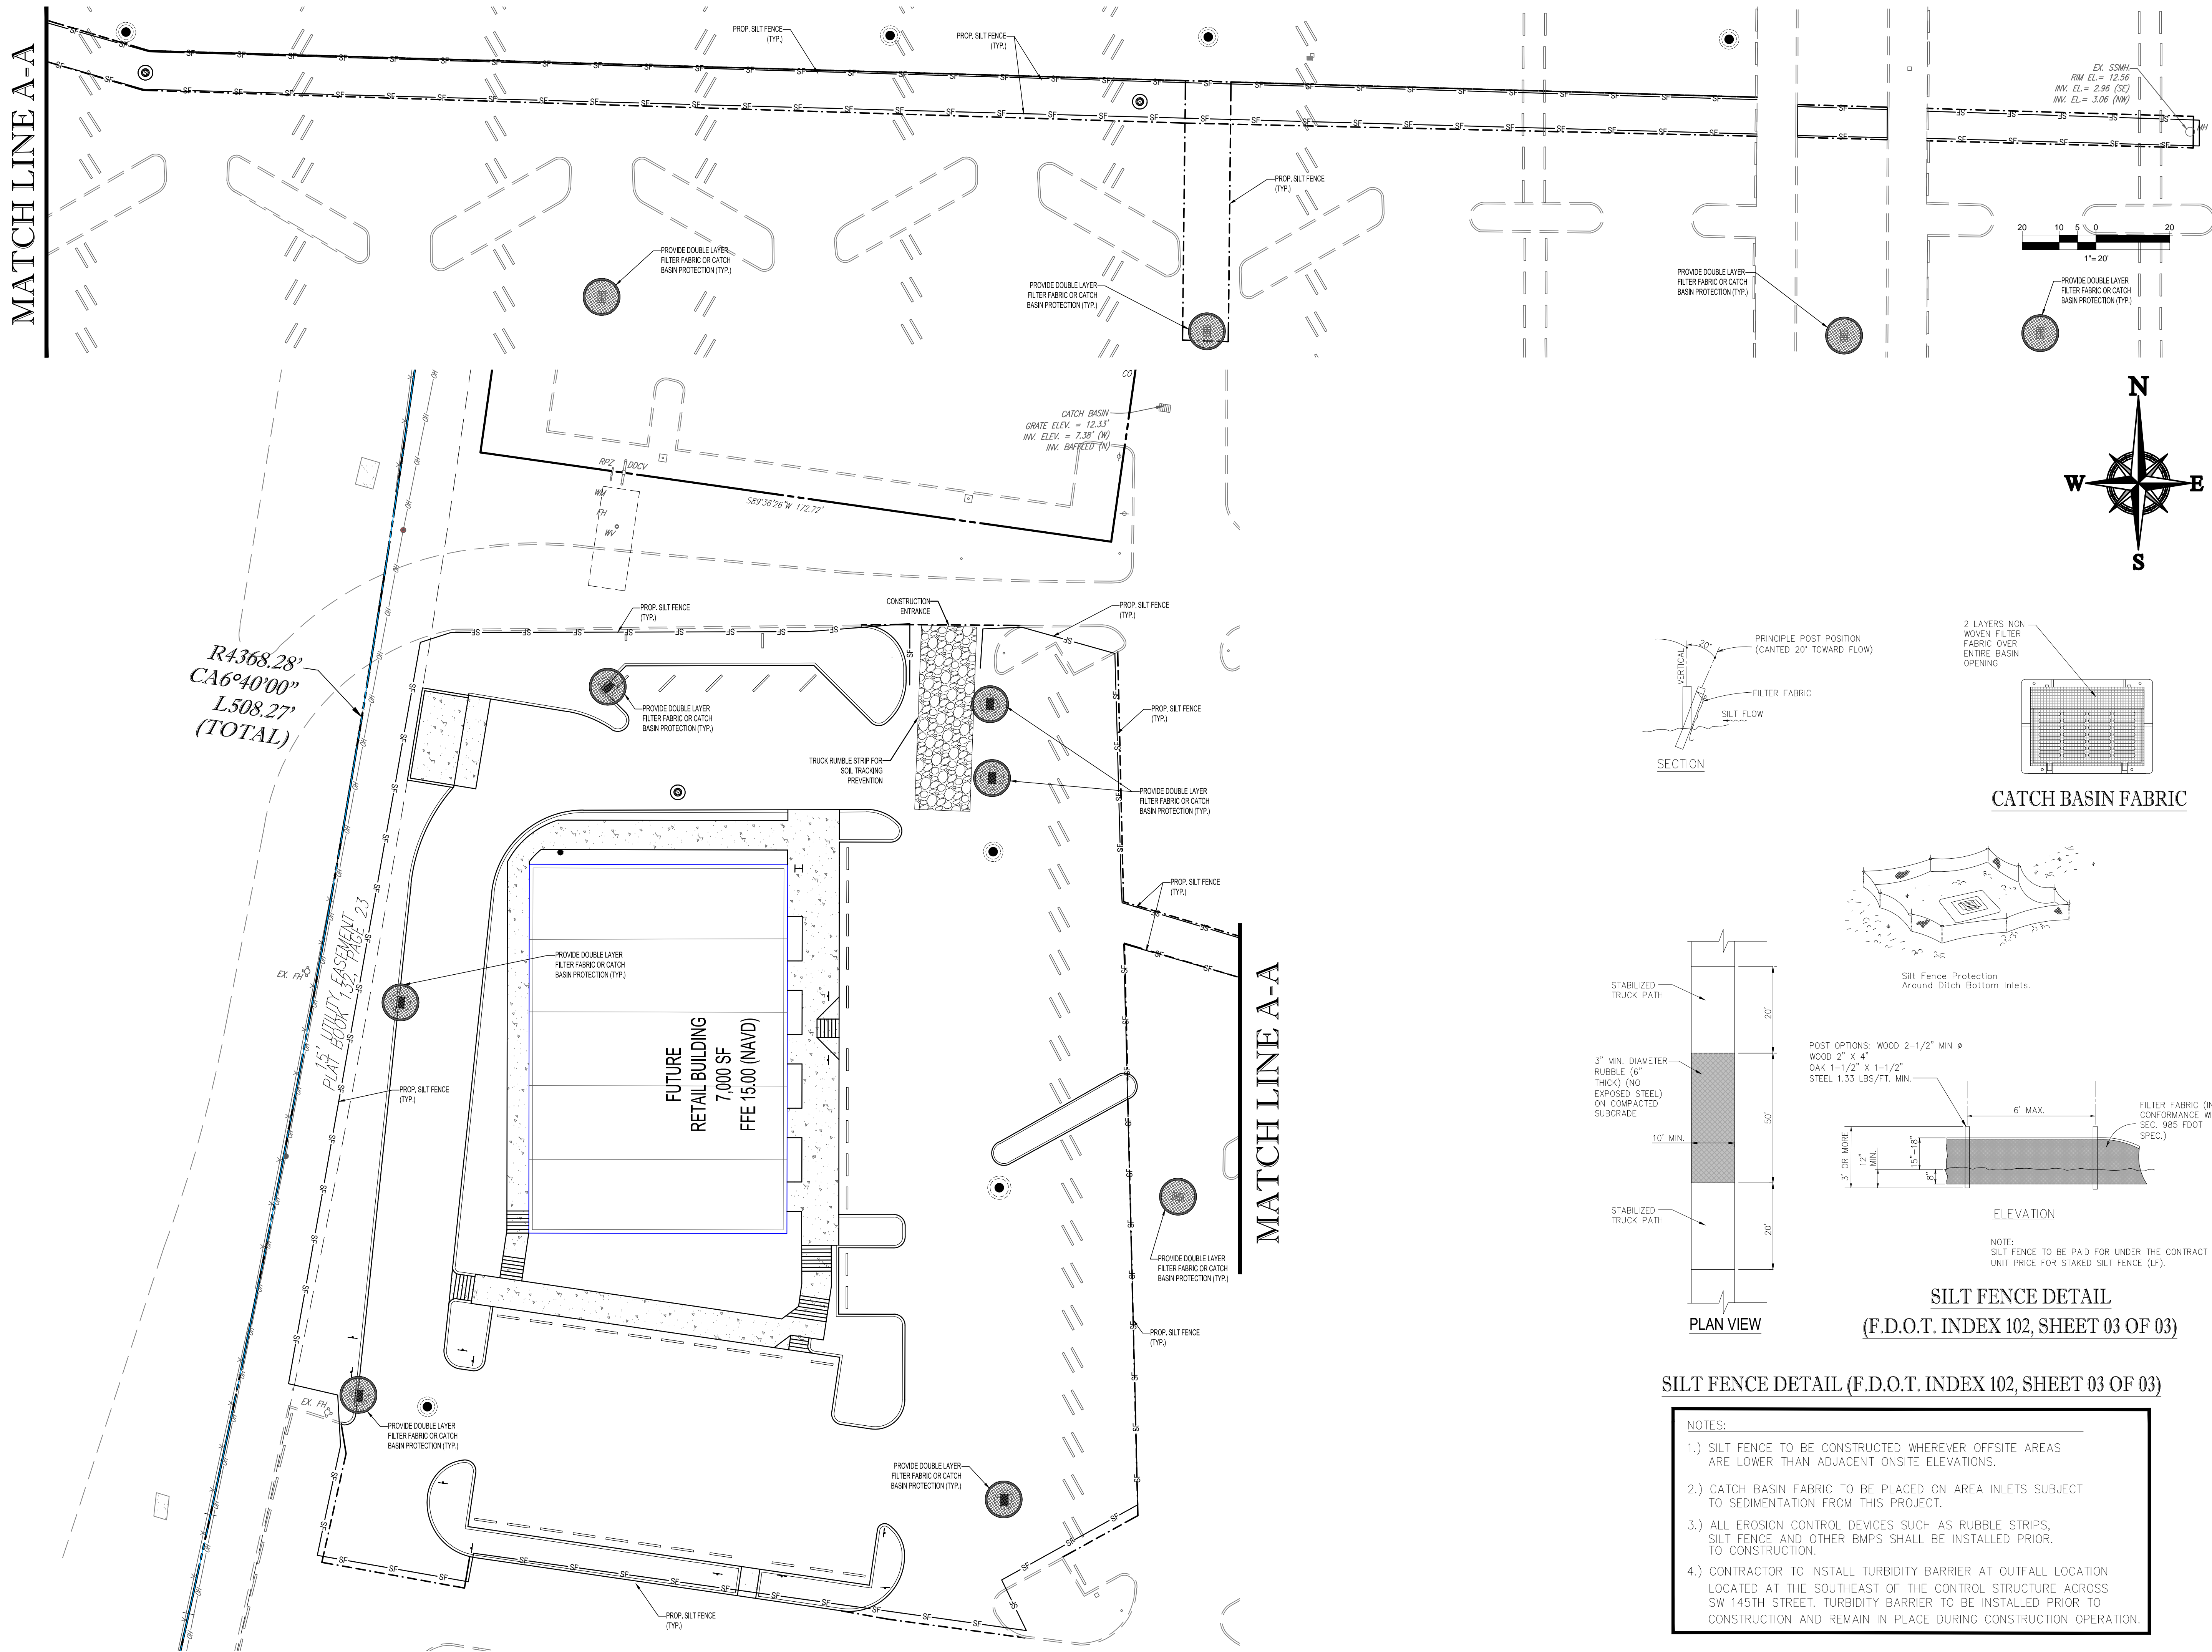 MATCH LINE A-A
PROP. SILT FENCE
(TYP.)
PROP. SILT FENCE
(TYP.)
EX. SSMH.
RIM EL.= 12.56
INV. EL.= 2.96 (SE)
INV. EL.= 3.06 (NW)
MH
PROP. SILT FENCE
(TYP.)
PROVIDE DOUBLE LAYER
FILTER FABRIC OR CATCH
BASIN PROTECTION (TYP.)
PROVIDE DOUBLE LAYER
FILTER FABRIC OR CATCH
BASIN PROTECTION (TYP.)
PROVIDE DOUBLE LAYER
FILTER FABRIC OR CATCH
BASIN PROTECTION (TYP.)
PROVIDE DOUBLE LAYER
FILTER FABRIC OR CATCH
BASIN PROTECTION (TYP.)
20 10 5 0 20
1"= 20'
N
W E
S
CO
CATCH BASIN
GRATE ELEV. = 12.33'
INV. ELEV. = 7.38' (W)
INV. BAFFLED (N)
RPZ
DDCV
WM
FH
WV
S89°36'26"W 172.72'
R4368.28'
CA6°40'00"
L508.27'
(TOTAL)
PROP. SILT FENCE
(TYP.)
CONSTRUCTION
ENTRANCE
PROP. SILT FENCE
(TYP.)
PROVIDE DOUBLE LAYER
FILTER FABRIC OR CATCH
BASIN PROTECTION (TYP.)
PROP. SILT FENCE
(TYP.)
TRUCK RUMBLE STRIP FOR
SOIL TRACKING
PREVENTION
PROVIDE DOUBLE LAYER
FILTER FABRIC OR CATCH
BASIN PROTECTION (TYP.)
PROP. SILT FENCE
(TYP.)
EX. FH
15' UTILITY EASEMENT
PLAT BOOK 132, PAGE 23
PROVIDE DOUBLE LAYER
FILTER FABRIC OR CATCH
BASIN PROTECTION (TYP.)
PROP. SILT FENCE
(TYP.)
FUTURE
RETAIL BUILDING
7,000 SF
FFE 15.00 (NAVD)
MATCH LINE A-A
PROVIDE DOUBLE LAYER
FILTER FABRIC OR CATCH
BASIN PROTECTION (TYP.)
PROP. SILT FENCE
(TYP.)
EX. FH
PROVIDE DOUBLE LAYER
FILTER FABRIC OR CATCH
BASIN PROTECTION (TYP.)
PROVIDE DOUBLE LAYER
FILTER FABRIC OR CATCH
BASIN PROTECTION (TYP.)
PROP. SILT FENCE
(TYP.)
VERTICAL
20°
PRINCIPLE POST POSITION
(CANTED 20° TOWARD FLOW)
FILTER FABRIC
SILT FLOW
SECTION
2 LAYERS NON
WOVEN FILTER
FABRIC OVER
ENTIRE BASIN
OPENING
CATCH BASIN FABRIC
Silt Fence Protection
Around Ditch Bottom Inlets.
STABILIZED
TRUCK PATH
20'
3" MIN. DIAMETER
RUBBLE (6"
THICK) (NO
EXPOSED STEEL)
ON COMPACTED
SUBGRADE
10' MIN.
50'
STABILIZED
TRUCK PATH
20'
PLAN VIEW
POST OPTIONS: WOOD 2-1/2" MIN ø
WOOD 2" X 4"
OAK 1-1/2" X 1-1/2"
STEEL 1.33 LBS/FT. MIN.
6' MAX.
FILTER FABRIC (IN
CONFORMANCE WI
SEC. 985 FDOT
SPEC.)
3" OR MORE
12"
MIN.
15"-18"
8"
ELEVATION
NOTE:
SILT FENCE TO BE PAID FOR UNDER THE CONTRACT
UNIT PRICE FOR STAKED SILT FENCE (LF).
SILT FENCE DETAIL
(F.D.O.T. INDEX 102, SHEET 03 OF 03)
SILT FENCE DETAIL (F.D.O.T. INDEX 102, SHEET 03 OF 03)
NOTES:
1.) SILT FENCE TO BE CONSTRUCTED WHEREVER OFFSITE AREAS
ARE LOWER THAN ADJACENT ONSITE ELEVATIONS.
2.) CATCH BASIN FABRIC TO BE PLACED ON AREA INLETS SUBJECT
TO SEDIMENTATION FROM THIS PROJECT.
3.) ALL EROSION CONTROL DEVICES SUCH AS RUBBLE STRIPS,
SILT FENCE AND OTHER BMPS SHALL BE INSTALLED PRIOR.
TO CONSTRUCTION.
4.) CONTRACTOR TO INSTALL TURBIDITY BARRIER AT OUTFALL LOCATION
LOCATED AT THE SOUTHEAST OF THE CONTROL STRUCTURE ACROSS
SW 145TH STREET. TURBIDITY BARRIER TO BE INSTALLED PRIOR TO
CONSTRUCTION AND REMAIN IN PLACE DURING CONSTRUCTION OPERATION.